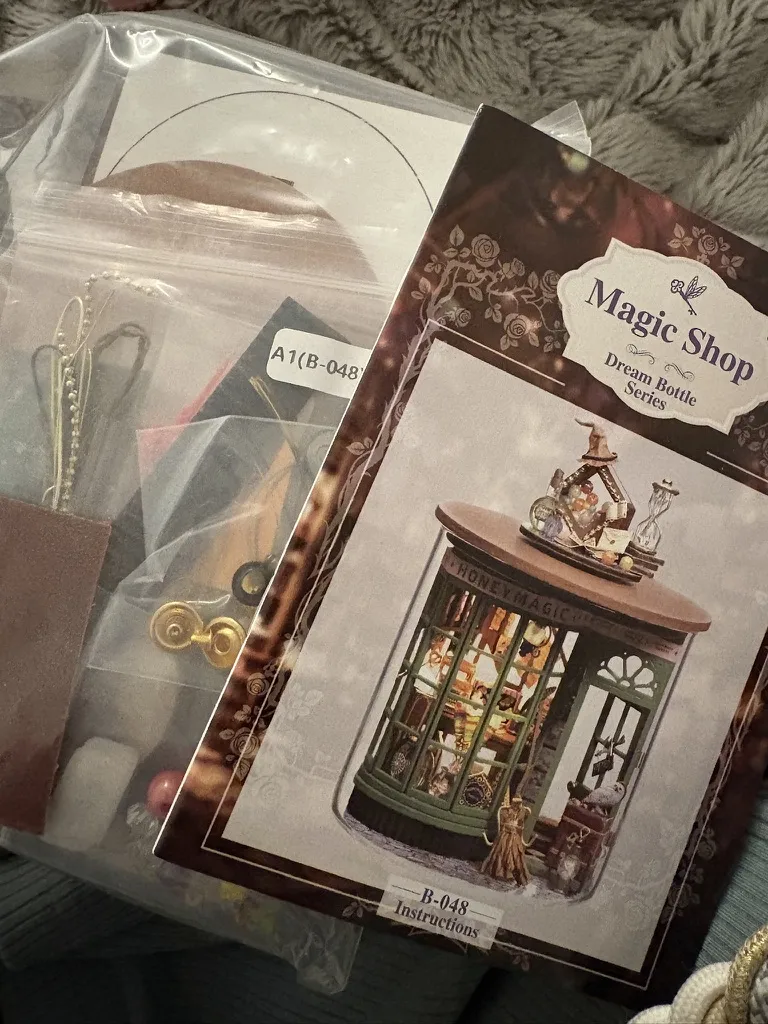 A1(B-048
Magic Shop
Dream Bottle
Series
HONEY MAGIC
B-048
Instructions